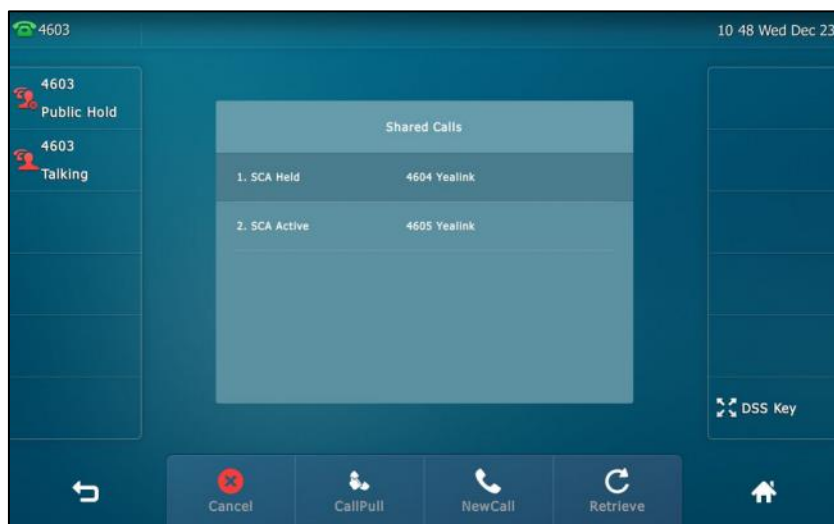 4603
10 48 Wed Dec 23
4603
Public Hold
4603
Talking
Shared Calls
1. SCA Held 4604 Yealink
2. SCA Active 4605 Yealink
DSS Key
Cancel CallPull NewCall Retrieve